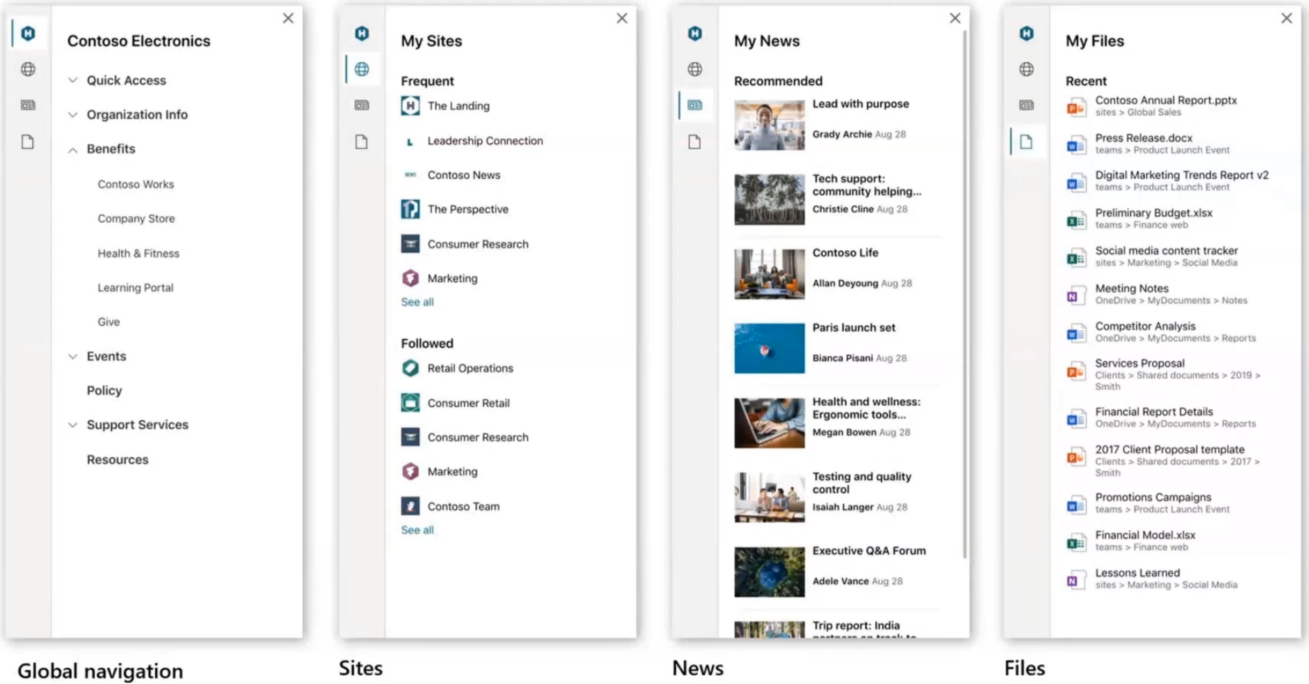 Contoso Electronics
Quick Access
Organization Info
Benefits
Contoso Works
Company Store
Health & Fitness
Learning Portal
Give
Events
Policy
Support Services
Resources
Global navigation
My Sites
Frequent
The Landing
Leadership Connection
Contoso News
The Perspective
Consumer Research
Marketing
See all
Followed
Retail Operations
Consumer Retail
Consumer Research
Marketing
Contoso Team
See all
Sites
My News
Recommended
Lead with purpose
Grady Archie Aug 28
Tech support:
community helping...
Christie Cline Aug 28
Contoso Life
Allan Deyoung Aug 28
Paris launch set
Bianca Pisani Aug 28
Health and wellness:
Ergonomic tools...
Megan Bowen Aug 28
Testing and quality
control
Isaiah Langer Aug 28
Executive Q&A Forum
Adele Vance Aug 28
Trip report: India
partners on track to
News
My Files
Recent
Contoso Annual Report.pptx
sites > Global Sales
Press Release.docx
teams > Product Launch Event
Digital Marketing Trends Report v2
teams > Product Launch Event
Preliminary Budget.xlsx
teams > Finance web
Social media content tracker
sites > Marketing > Social Media
Meeting Notes
OneDrive > MyDocuments > Notes
Competitor Analysis
OneDrive > MyDocuments > Reports
Services Proposal
Clients > Shared documents > 2019 >
Smith
Financial Report Details
OneDrive > MyDocuments > Reports
2017 Client Proposal template
Clients > Shared documents > 2017 >
Smith
Promotions Campaigns
teams > Product Launch Event
Financial Model.xlsx
teams > Finance web
Lessons Learned
sites > Marketing > Social Media
Files